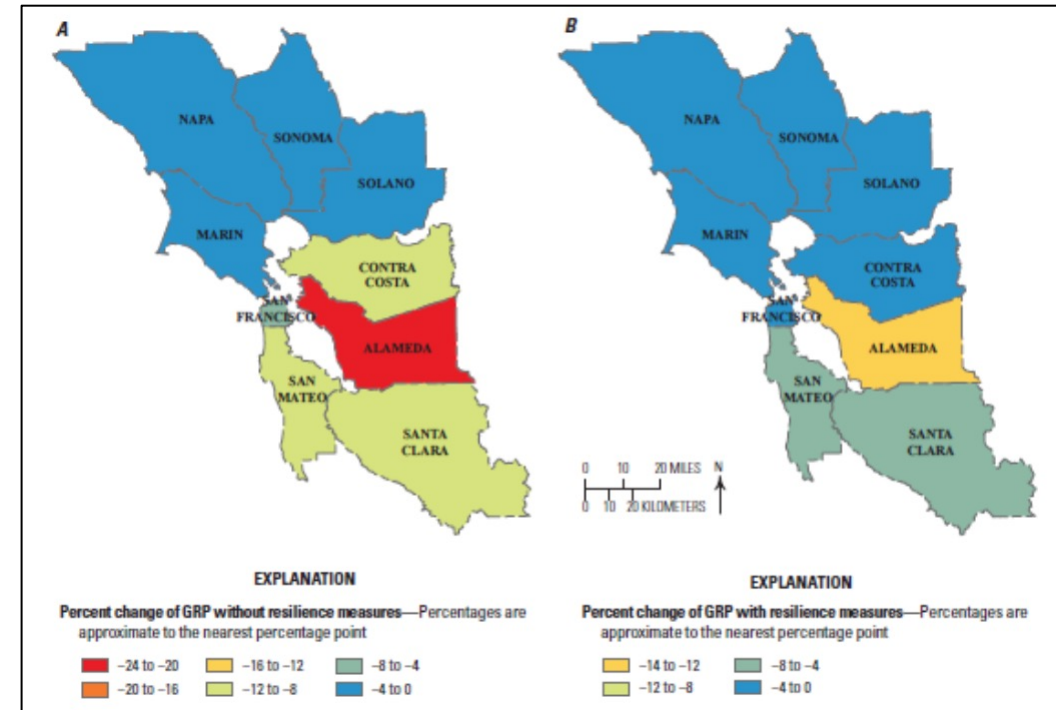 A
NAPA
SONOMA
SOLANO
MARIN
CONTRA
COSTA
SAN
FRANCISCO
ALAMEDA
SAN
MATEO
SANTA
CLARA
B
NAPA
SONOMA
SOLANO
MARIN
CONTRA
COSTA
SAN
FRANCISCO
ALAMEDA
SAN
MATEO
SANTA
CLARA
0 10 20 MILES
0 10 20 KILOMETERS
N
EXPLANATION
Percent change of GRP without resilience measures—Percentages are
approximate to the nearest percentage point
−24 to −20
−20 to −16
−16 to −12
−12 to −8
−8 to −4
−4 to 0
EXPLANATION
Percent change of GRP with resilience measures—Percentages are
approximate to the nearest percentage point
−14 to −12
−12 to −8
−8 to −4
−4 to 0